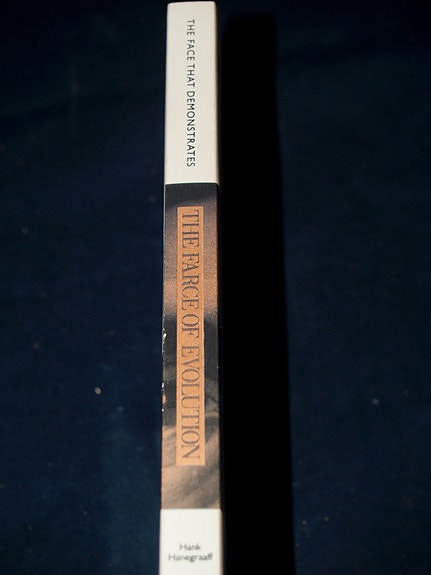 THE FACE THAT DEMONSTRATES
THE FARCE OF EVOLUTION
Hank
Hanegraaff